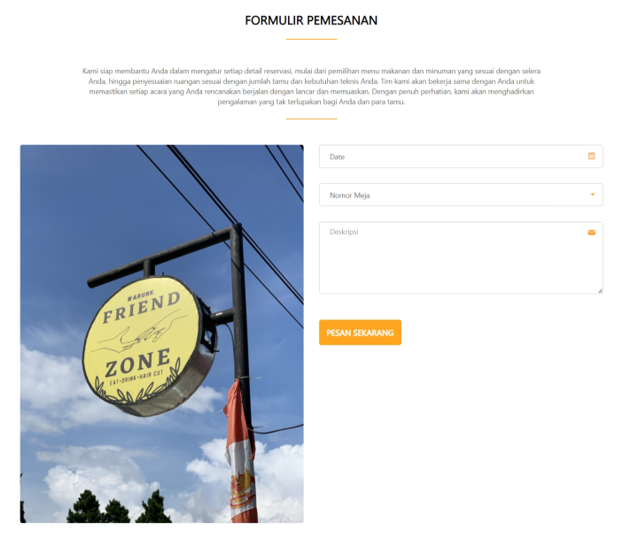 FORMULIR PEMESANAN
Kami siap membantu Anda dalam mengatur setiap detail reservasi, mulai dari pemilihan menu makanan dan minuman yang sesuai dengan selera
Anda, hingga penyesuaian ruangan sesuai dengan jumlah tamu dan kebutuhan teknis Anda. Tim kami akan bekerja sama dengan Anda untuk
memastikan setiap acara yang Anda rencanakan berjalan dengan lancar dan memuaskan. Dengan penuh perhatian, kami akan menghadirkan
pengalaman yang tak terlupakan bagi Anda dan para tamu.
WARUNK
FRIEND
ZONE
EAT-DRINK-HAIR CUT
Date
Nomor Meja
Deskripsi
PESAN SEKARANG